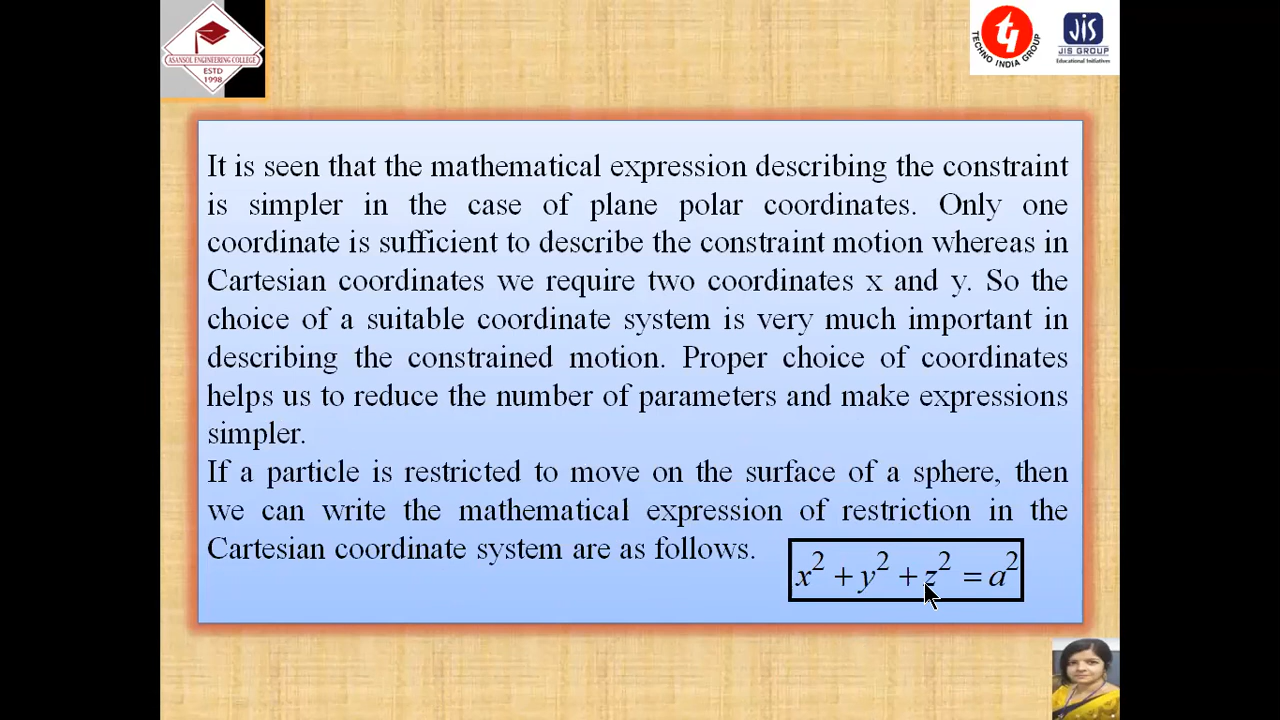 ASANSOL ENGINEERING COLLEGE
ESTD
1998
TECHNO INDIA GROUP
JIS
JIS GROUP
Educational Initiatives
It is seen that the mathematical expression describing the constraint
is simpler in the case of plane polar coordinates. Only one
coordinate is sufficient to describe the constraint motion whereas in
Cartesian coordinates we require two coordinates x and y. So the
choice of a suitable coordinate system is very much important in
describing the constrained motion. Proper choice of coordinates
helps us to reduce the number of parameters and make expressions
simpler.
If a particle is restricted to move on the surface of a sphere, then
we can write the mathematical expression of restriction in the
Cartesian coordinate system are as follows.
x² + y² + z² = a²